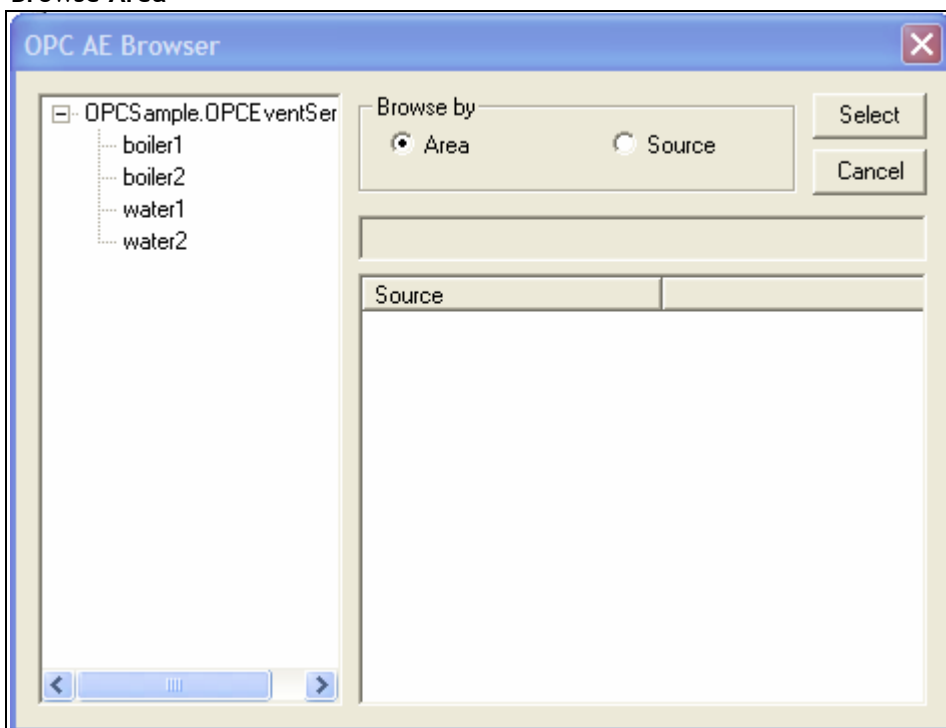 Browse Area
OPC AE Browser
OPCSample.OPCEventSer
boiler1
boiler2
water1
water2
Browse by
Area
Source
Select
Cancel
Source